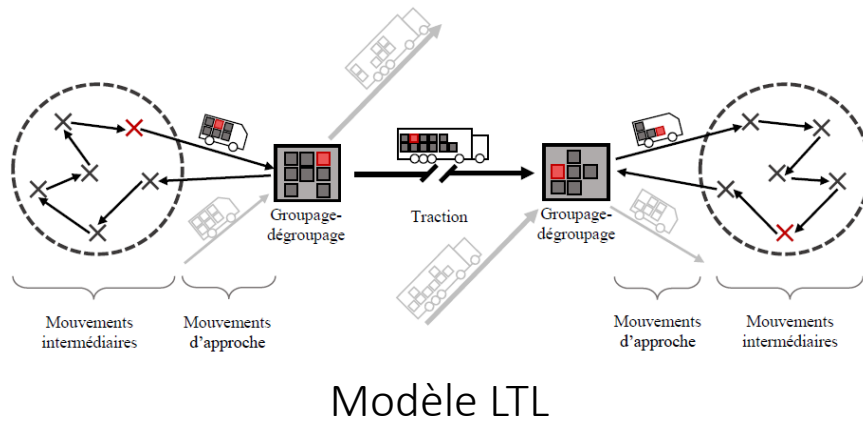 Groupage-
dégroupage
Traction
Groupage-
dégroupage
Mouvements
intermédiaires
Mouvements
d'approche
Mouvements
d'approche
Mouvements
intermédiaires
Modèle LTL